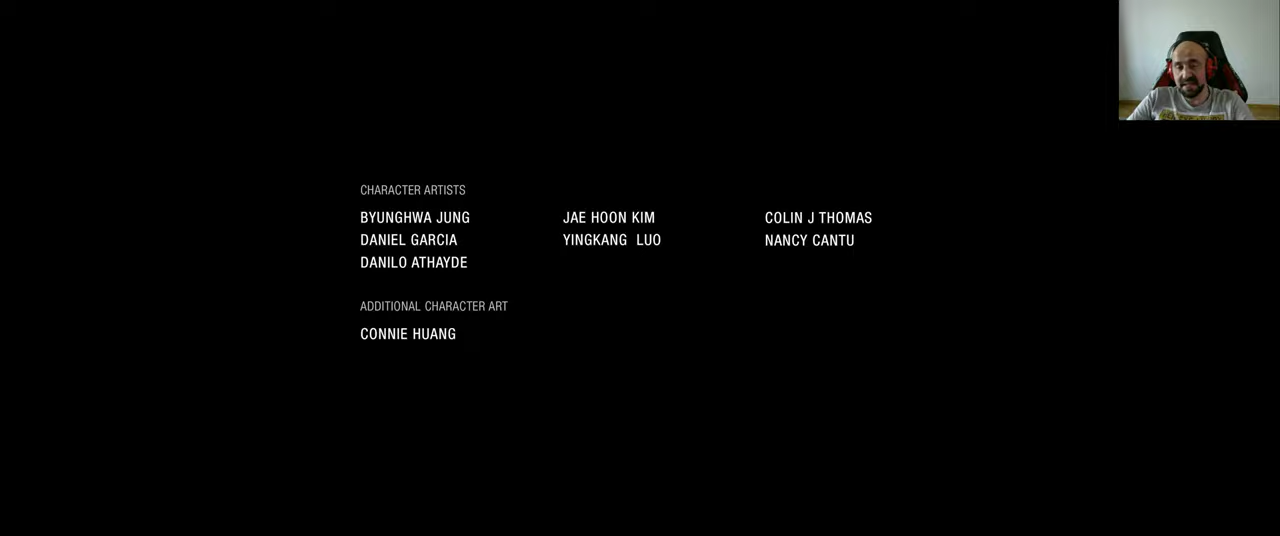 CHARACTER ARTISTS
BYUNGHWA JUNG JAE HOON KIM COLIN J THOMAS
DANIEL GARCIA YINGKANG LUO NANCY CANTU
DANILO ATHAYDE
ADDITIONAL CHARACTER ART
CONNIE HUANG